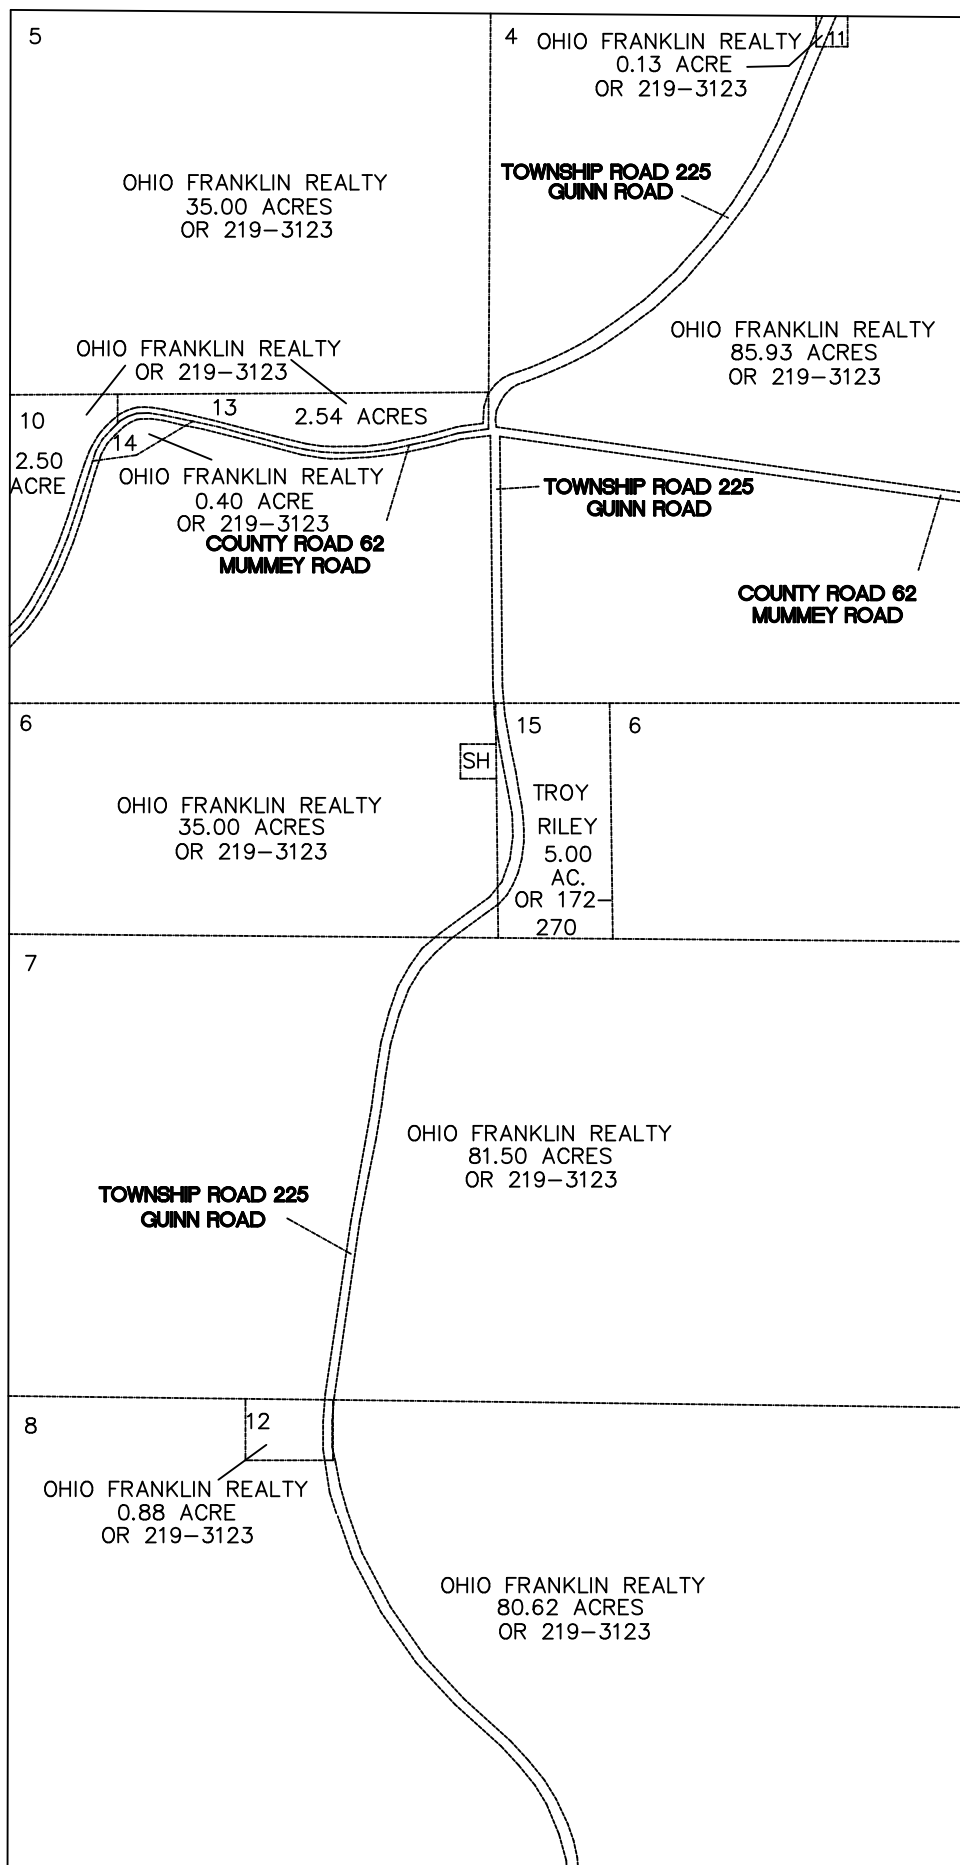 5
4
OHIO FRANKLIN REALTY
0.13 ACRE
OR 219-3123
11
OHIO FRANKLIN REALTY
35.00 ACRES
OR 219-3123
TOWNSHIP ROAD 225
QUINN ROAD
OHIO FRANKLIN REALTY
85.93 ACRES
OR 219-3123
OHIO FRANKLIN REALTY
OR 219-3123
10
13
2.54 ACRES
14
2.50
ACRE
OHIO FRANKLIN REALTY
0.40 ACRE
OR 219-3123
COUNTY ROAD 62
MUMMEY ROAD
TOWNSHIP ROAD 225
QUINN ROAD
COUNTY ROAD 62
MUMMEY ROAD
6
15
6
SH
OHIO FRANKLIN REALTY
35.00 ACRES
OR 219-3123
TROY
RILEY
5.00
AC.
OR 172-
270
7
OHIO FRANKLIN REALTY
81.50 ACRES
OR 219-3123
TOWNSHIP ROAD 225
QUINN ROAD
8
12
OHIO FRANKLIN REALTY
0.88 ACRE
OR 219-3123
OHIO FRANKLIN REALTY
80.62 ACRES
OR 219-3123